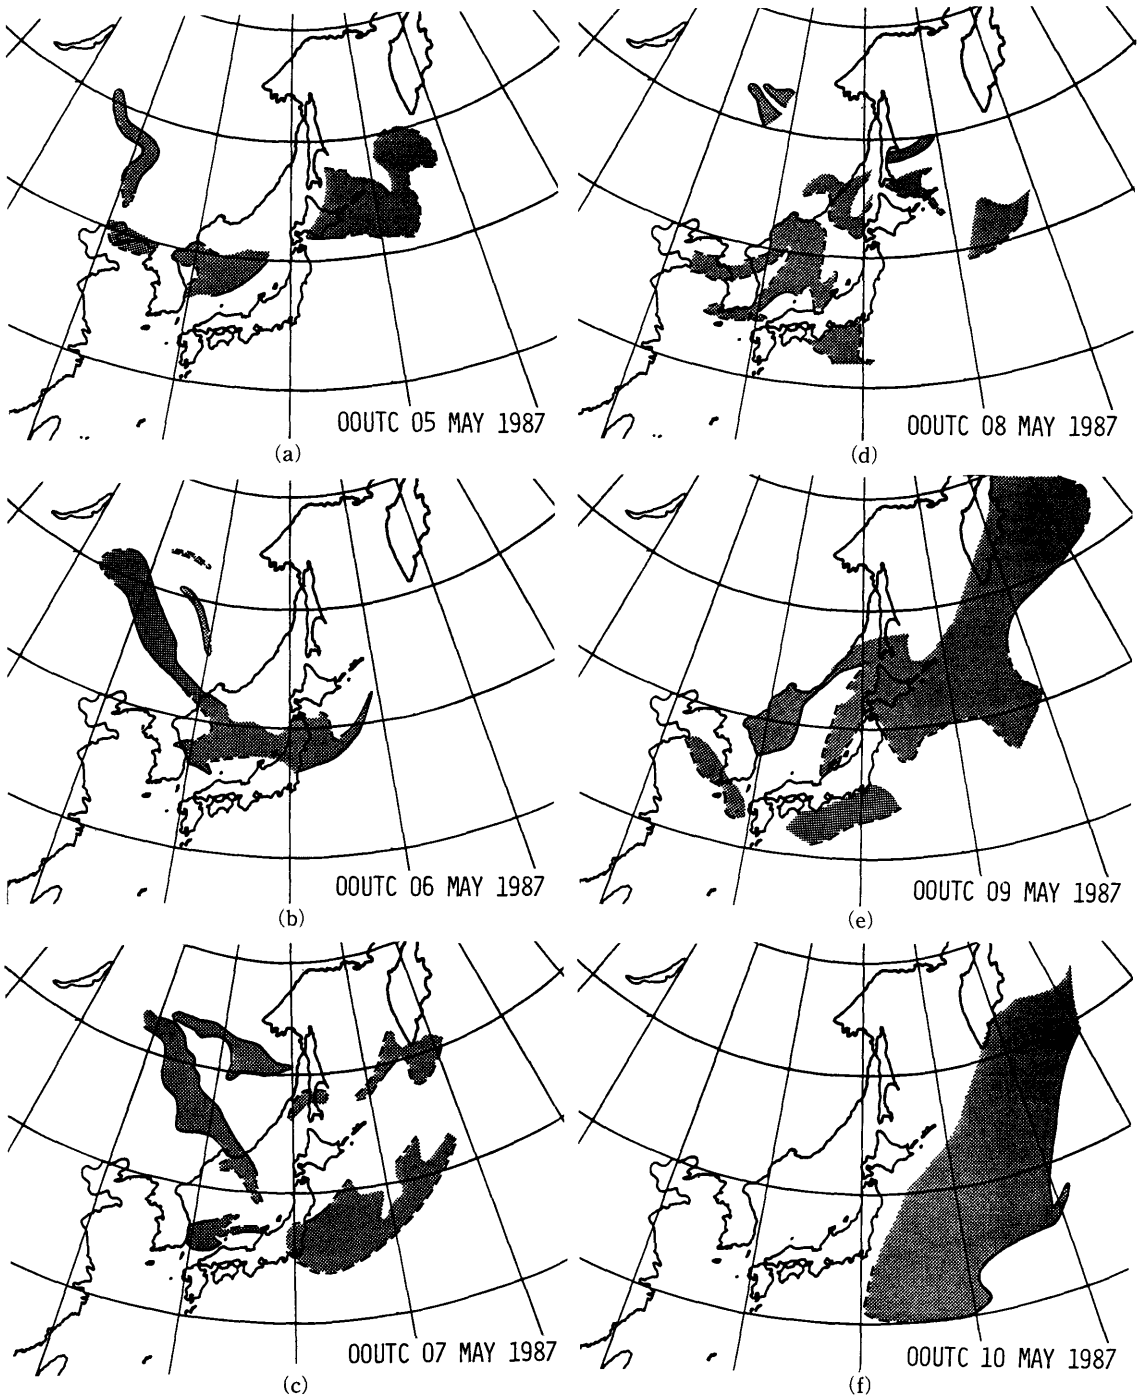 00UTC 05 MAY 1987
(a)
00UTC 08 MAY 1987
(d)
00UTC 06 MAY 1987
(b)
00UTC 09 MAY 1987
(e)
00UTC 07 MAY 1987
(c)
00UTC 10 MAY 1987
(f)